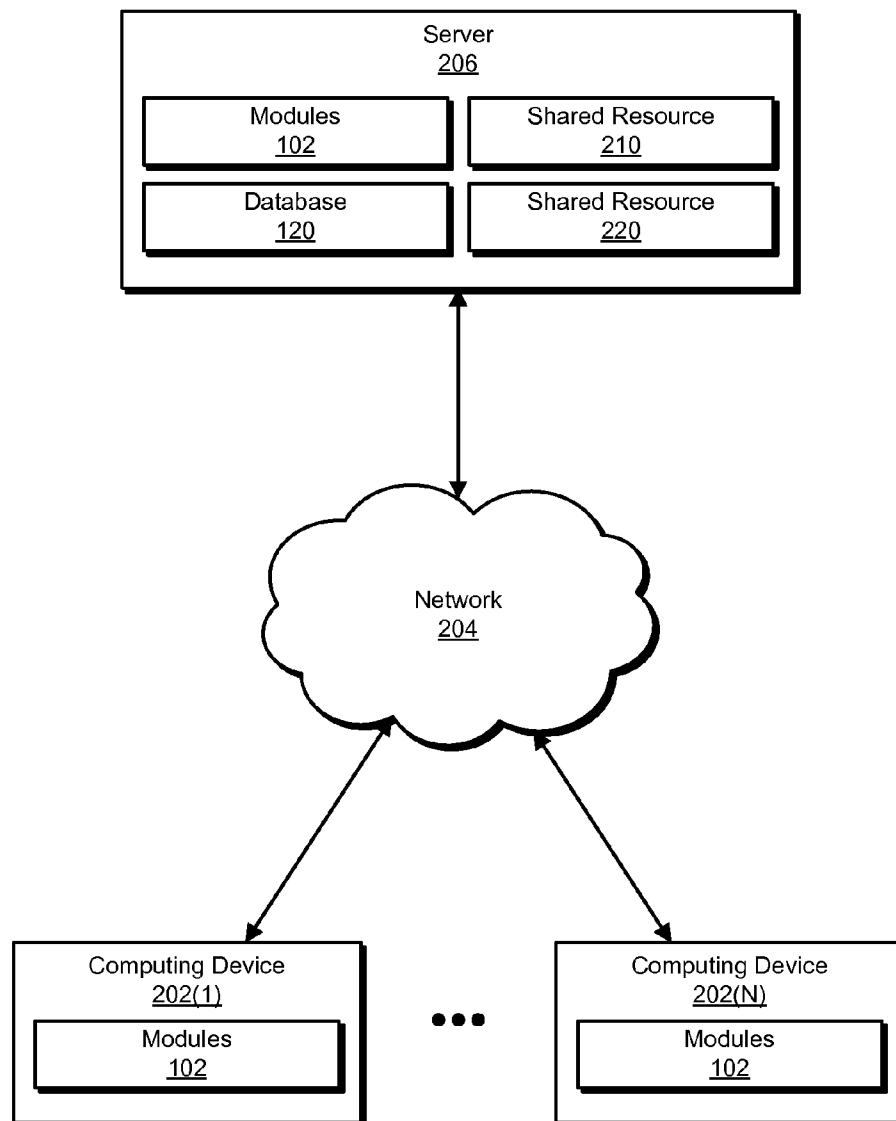 Server
206
Modules
102
Shared Resource
210
Database
120
Shared Resource
220
Network
204
Computing Device
202(1)
Modules
102
Computing Device
202(N)
Modules
102